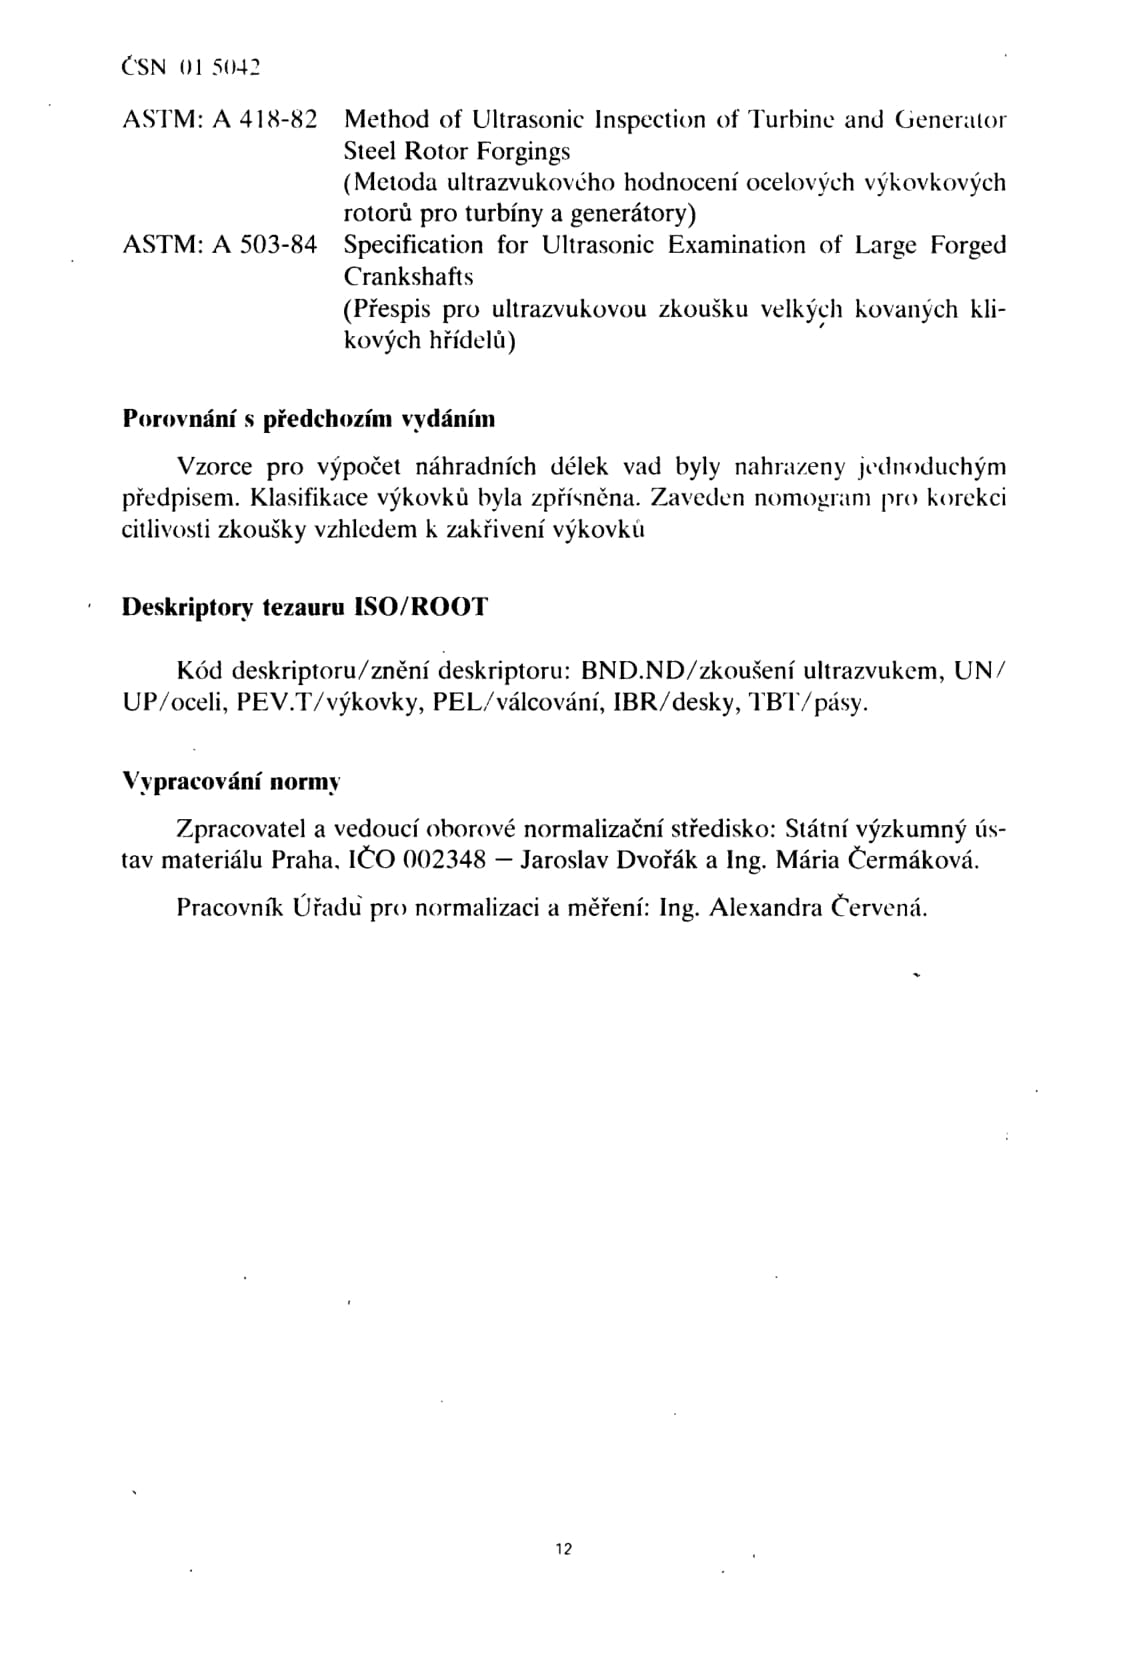 ČSN 01 5042
ASTM: A 418-82 Method of Ultrasonic Inspection of Turbine and Generator
Steel Rotor Forgings
(Metoda ultrazvukového hodnocení ocelových výkovkových
rotorů pro turbíny a generátory)
ASTM: A 503-84 Specification for Ultrasonic Examination of Large Forged
Crankshafts
(Přespis pro ultrazvukovou zkoušku velkých kovaných kli-
kových hřídelů)
Porovnání s předchozím vydáním
Vzorce pro výpočet náhradních délek vad byly nahrazeny jednoduchým
předpisem. Klasifikace výkovků byla zpřísněna. Zaveden nomogram pro korekci
citlivosti zkoušky vzhledem k zakřivení výkovků
Deskriptory tezauru ISO/ROOT
Kód deskriptoru/znění deskriptoru: BND.ND/zkoušení ultrazvukem, UN/
UP/oceli, PEV.T/výkovky, PEL/válcování, IBR/desky, TBT/pásy.
Vypracování normy
Zpracovatel a vedoucí oborové normalizační středisko: Státní výzkumný ús-
tav materiálu Praha, IČO 002348 — Jaroslav Dvořák a Ing. Mária Čermáková.
Pracovník Úřadu pro normalizaci a měření: Ing. Alexandra Červená.
12